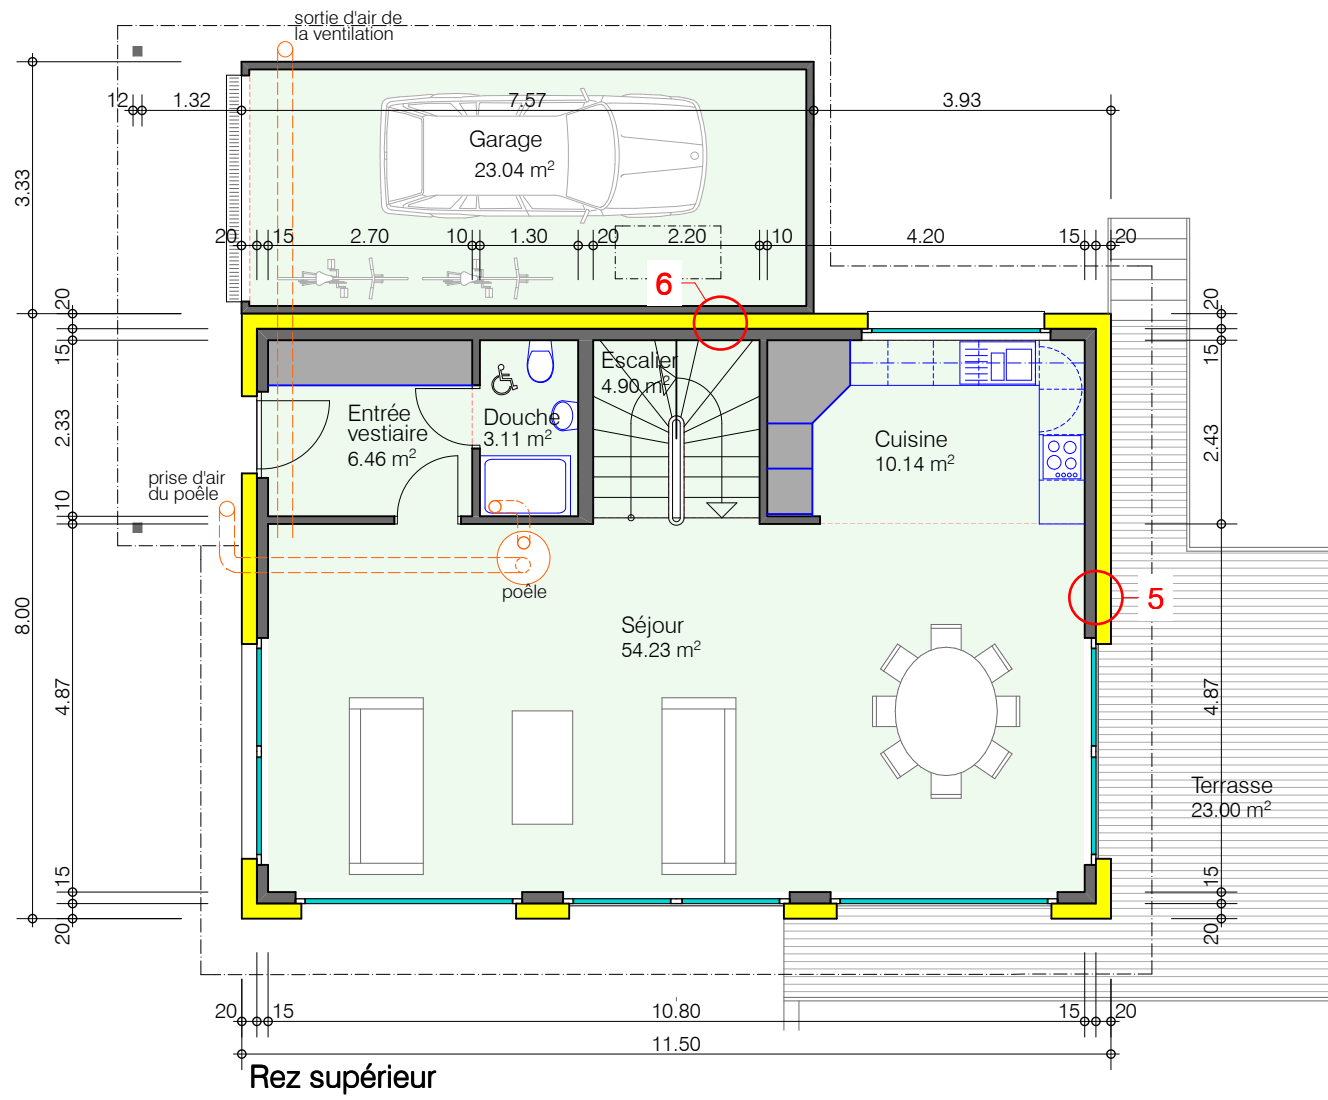 sortie d'air de
la ventilation
12 1.32 7.57 3.93
Garage
23.04 m²
3.33
20 15 2.70 10 1.30 20 2.20 10 4.20 15 20
6
20
15
2.33
10
8.00
4.87
15
20
20
15
2.43
4.87
15
20
Escalier
4.90 m²
Entrée
vestiaire
6.46 m²
Douche
3.11 m²
Cuisine
10.14 m²
prise d'air
du poêle
poêle
5
Séjour
54.23 m²
Terrasse
23.00 m²
20 15 10.80 15 20
11.50
Rez supérieur